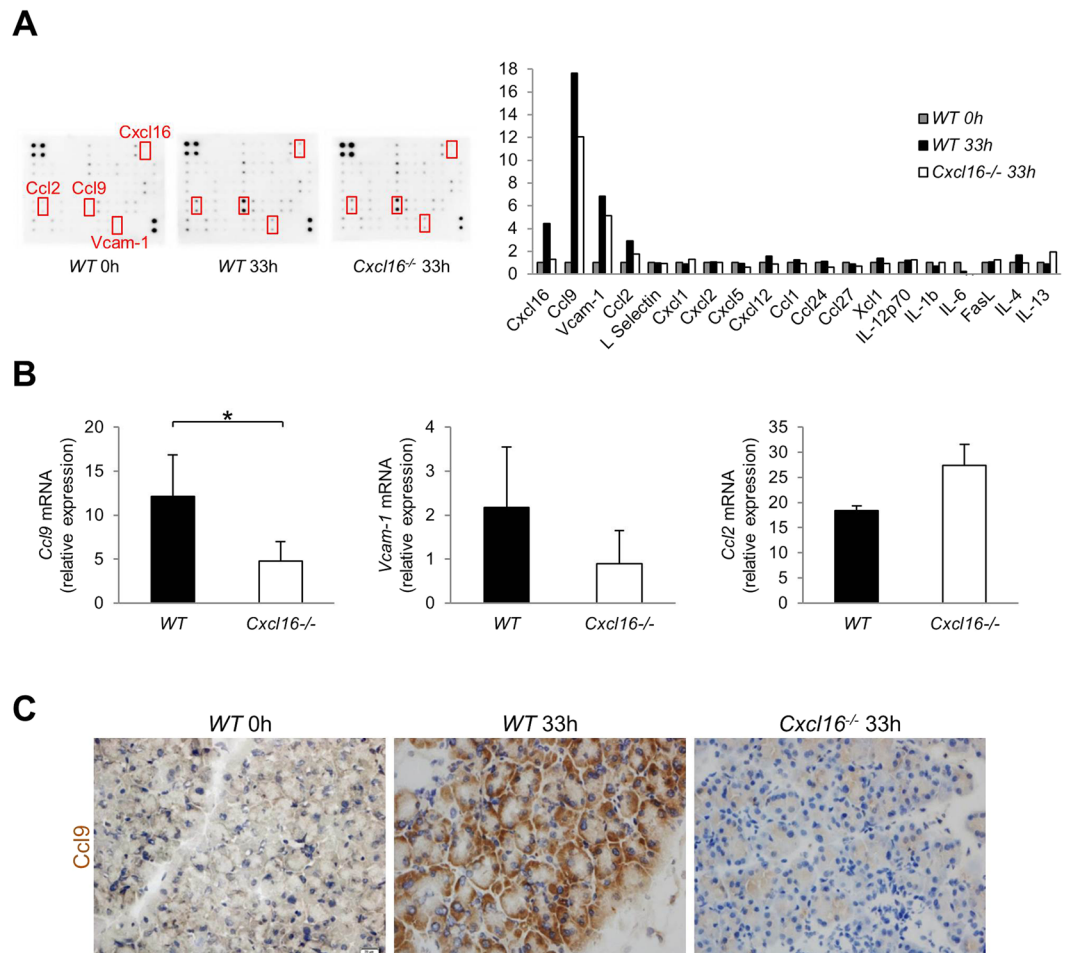 A
Cxcl16
Ccl2
Ccl9
Vcam-1
WT 0h
WT 33h
Cxcl16-/- 33h
18
16
14
12
10
8
6
4
2
0
WT 0h
WT 33h
Cxcl16-/- 33h
Cxcl16
Ccl9
Vcam-1
Ccl2
L Selectin
Cxcl1
Cxcl2
Cxcl5
Cxcl12
Ccl1
Ccl24
Ccl27
Xcl1
IL-12p70
IL-1b
IL-6
FasL
IL-4
IL-13
B
Ccl9 mRNA
(relative expression)
20
15
10
5
0
*
WT
Cxcl16-/-
Vcam-1 mRNA
(relative expression)
4
3
2
1
0
WT
Cxcl16-/-
Ccl2 mRNA
(relative expression)
35
30
25
20
15
10
5
0
WT
Cxcl16-/-
C
WT 0h
WT 33h
Cxcl16-/- 33h
Ccl9